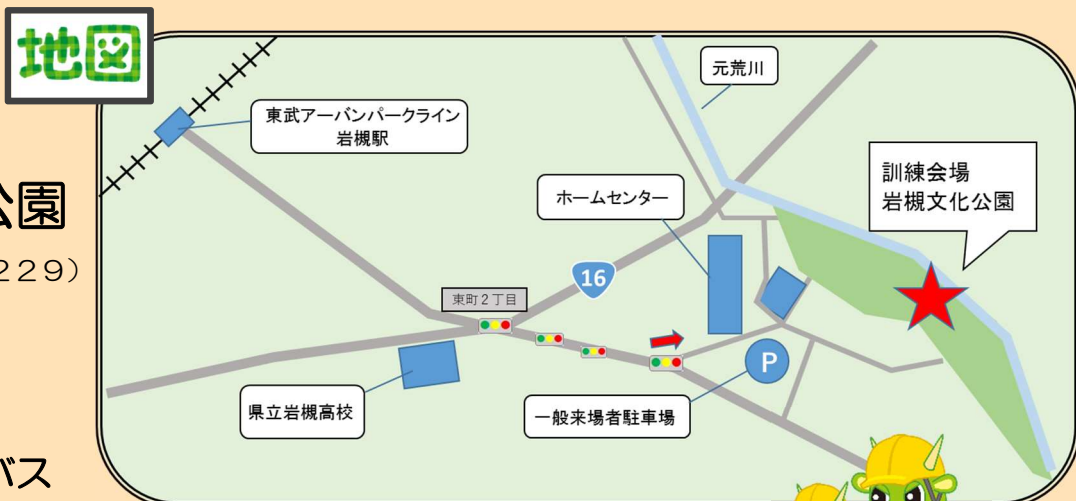 地図
公園
229）
バス
東武アーバンパークライン
岩槻駅
元荒川
訓練会場
岩槻文化公園
ホームセンター
16
東町２丁目
P
県立岩槻高校
一般来場者駐車場